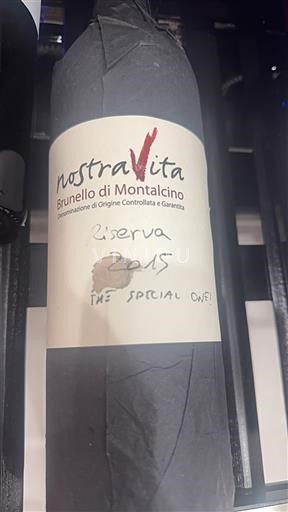 nostraVita
Brunello di Montalcino
Denominazione di Origine Controllata e Garantita
Riserva
2015
THE SPECIAL ONE!